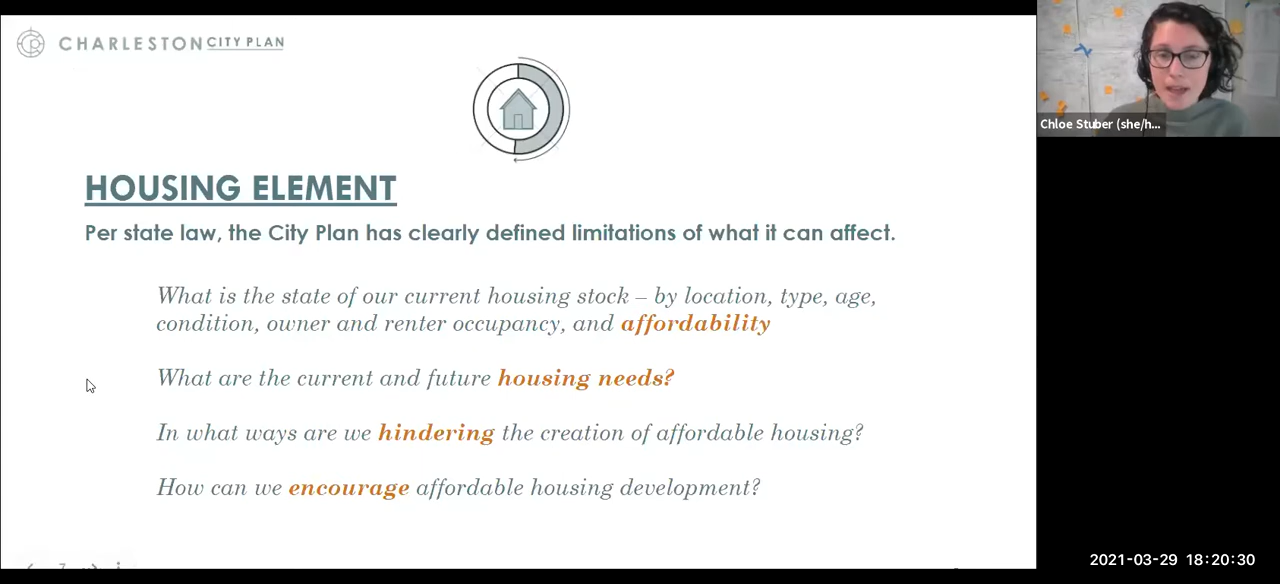 CHARLESTON CITY PLAN
Chloe Stuber (she/h...
HOUSING ELEMENT
Per state law, the City Plan has clearly defined limitations of what it can affect.
What is the state of our current housing stock – by location, type, age,
condition, owner and renter occupancy, and affordability
What are the current and future housing needs?
In what ways are we hindering the creation of affordable housing?
How can we encourage affordable housing development?
2021-03-29 18:20:30